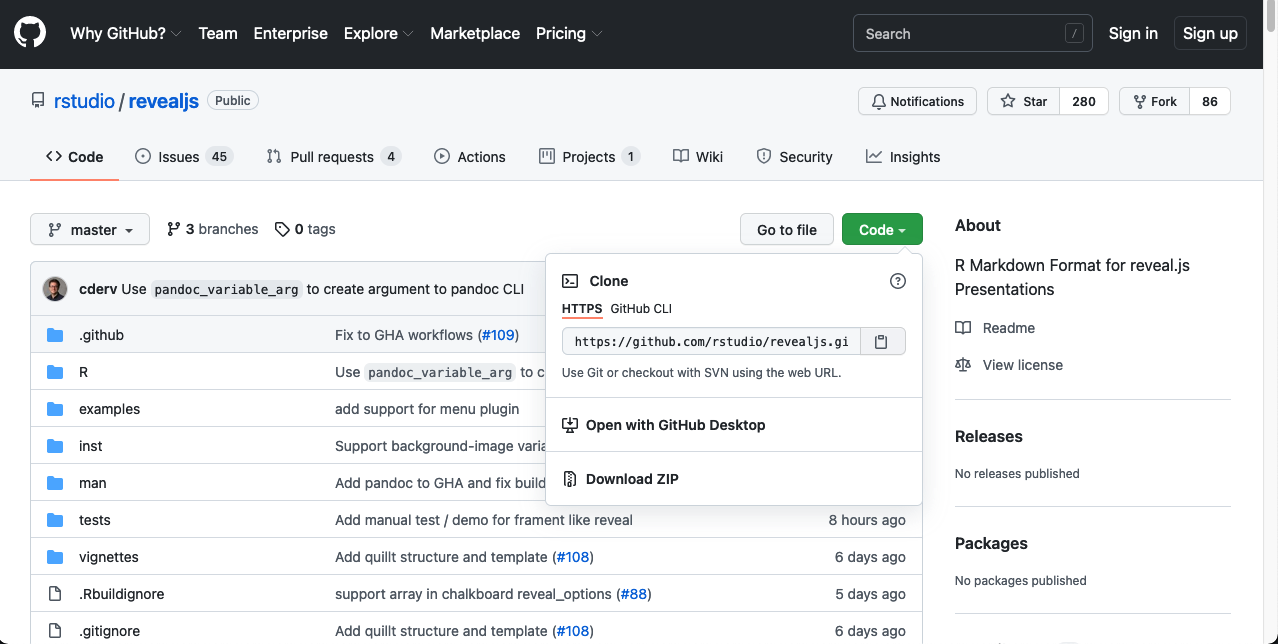 Why GitHub? Team Enterprise Explore Marketplace Pricing Search / Sign in Sign up
rstudio / revealjs Public Notifications Star 280 Fork 86
Code Issues 45 Pull requests 4 Actions Projects 1 Wiki Security Insights
master 3 branches 0 tags Go to file Code
cderv Use pandoc_variable_arg to create argument to pandoc CLI
.github Fix to GHA workflows (#109)
R Use pandoc_variable_arg to c
examples add support for menu plugin
inst Support background-image varia
man Add pandoc to GHA and fix build
tests Add manual test / demo for frament like reveal 8 hours ago
vignettes Add quillt structure and template (#108) 6 days ago
.Rbuildignore support array in chalkboard reveal_options (#88) 5 days ago
.gitignore Add quillt structure and template (#108) 6 days ago
Clone
HTTPS GitHub CLI
https://github.com/rstudio/revealjs.gi
Use Git or checkout with SVN using the web URL.
Open with GitHub Desktop
Download ZIP
About
R Markdown Format for reveal.js
Presentations
Readme
View license
Releases
No releases published
Packages
No packages published